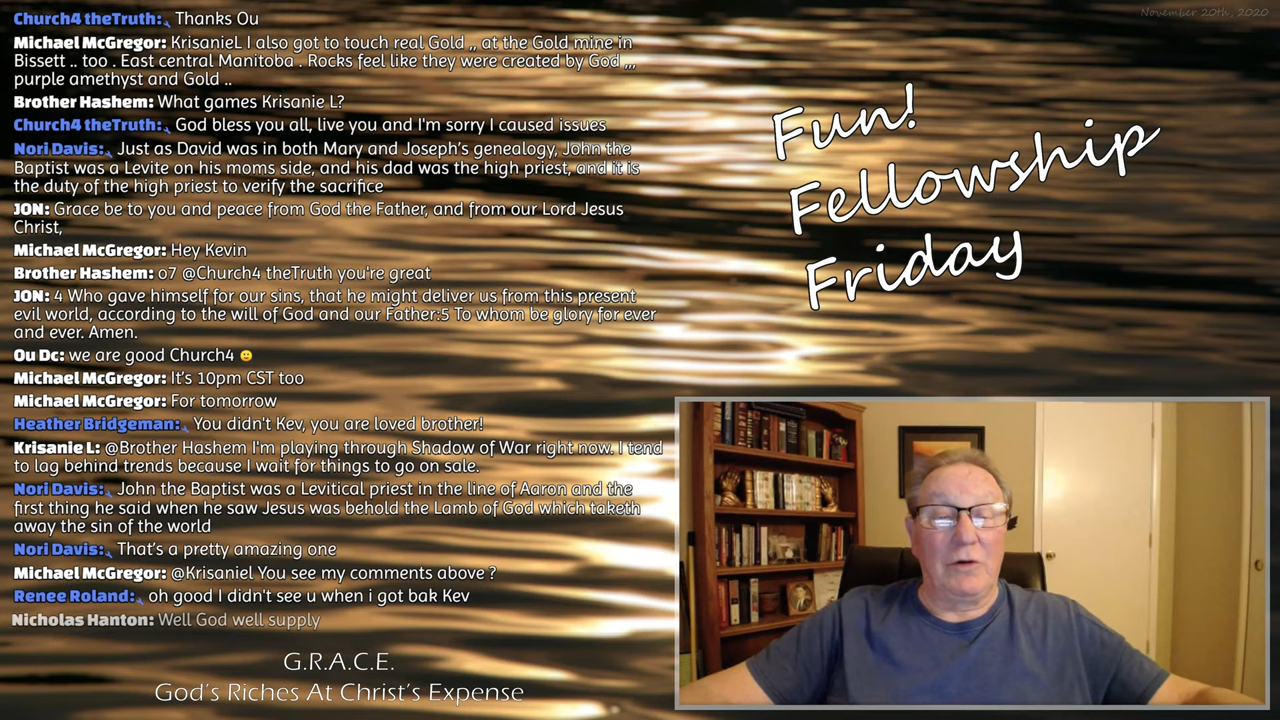 Church4 theTruth: Thanks Ou
Michael McGregor: KrisanieL I also got to touch real Gold ,,, at the Gold mine in
Bissett .. too . East central Manitoba . Rocks feel like they were created by God ,,,
purple amethyst and Gold ..
Brother Hashem: What games Krisanie L?
Church4 theTruth: God bless you all, live you and I'm sorry I caused issues
Nori Davis: Just as David was in both Mary and Joseph's genealogy, John the
Baptist was a Levite on his moms side, and his dad was the high priest, and it is
the duty of the high priest to verify the sacrifice
JON: Grace be to you and peace from God the Father, and from our Lord Jesus
Christ,
Michael McGregor: Hey Kevin
Brother Hashem: o7 @Church4 theTruth you're great
JON: 4 Who gave himself for our sins, that he might deliver us from this present
evil world, according to the will of God and our Father:5 To whom be glory for ever
and ever. Amen.
Ou Dc: we are good Church4 🙂
Michael McGregor: It's 10pm CST too
Michael McGregor: For tomorrow
Heather Bridgeman: You didn't Kev, you are loved brother!
Krisanie L: @Brother Hashem I'm playing through Shadow of War right now. I tend
to lag behind trends because I wait for things to go on sale.
Nori Davis: John the Baptist was a Levitical priest in the line of Aaron and the
first thing he said when he saw Jesus was behold the Lamb of God which taketh
away the sin of the world
Nori Davis: That's a pretty amazing one
Michael McGregor: @Krisaniel You see my comments above ?
Renee Roland: oh good I didn't see u when i got bak Kev
Nicholas Hanton: Well God well supply
G.R.A.C.E.
God's Riches At Christ's Expense
November 20th, 2020
Fun!
Fellowship
Friday